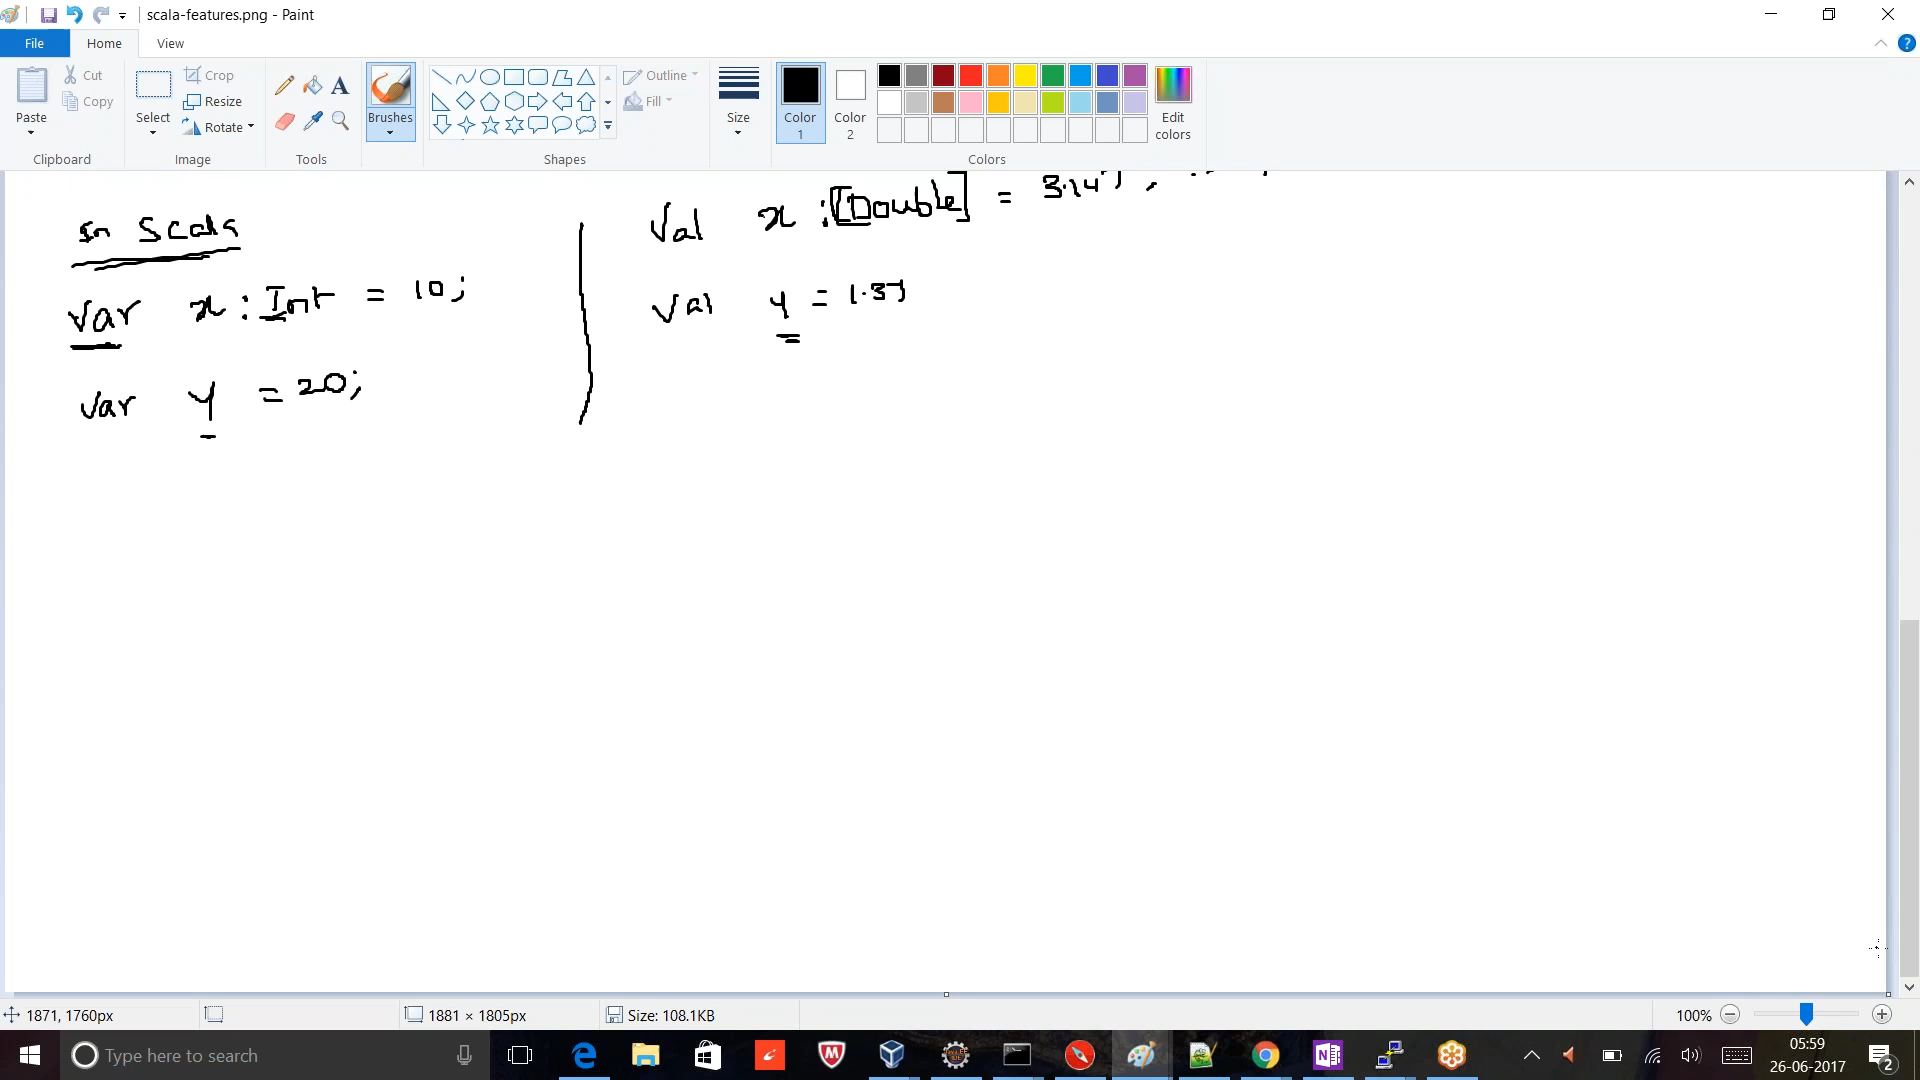 scala-features.png - Paint
File Home View
Paste
Cut
Copy
Clipboard
Select
Crop
Resize
Rotate
Image
Tools
Brushes
Outline
Fill
Shapes
Size
Color 1
Color 2
Edit colors
Colors
In Scala
var x : Int = 10;
var y = 20;
Val x : [Double] = 3.14
val y = 1.37
1871, 1760px
1881 × 1805px
Size: 108.1KB
100%
Type here to search
05:59
26-06-2017
2